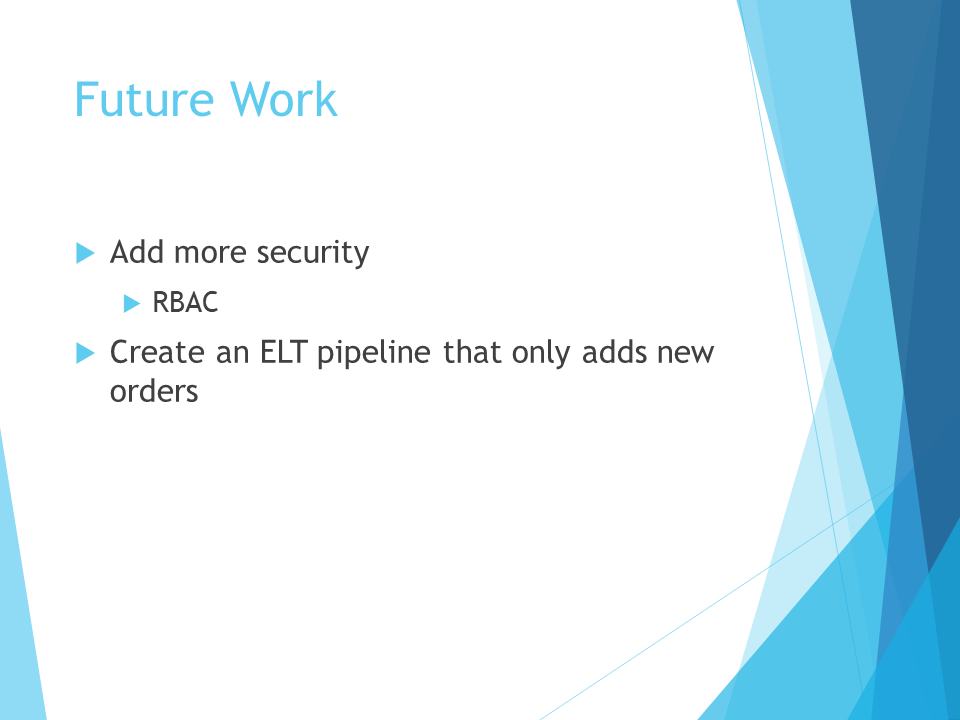 Future Work
Add more security
RBAC
Create an ELT pipeline that only adds new
orders